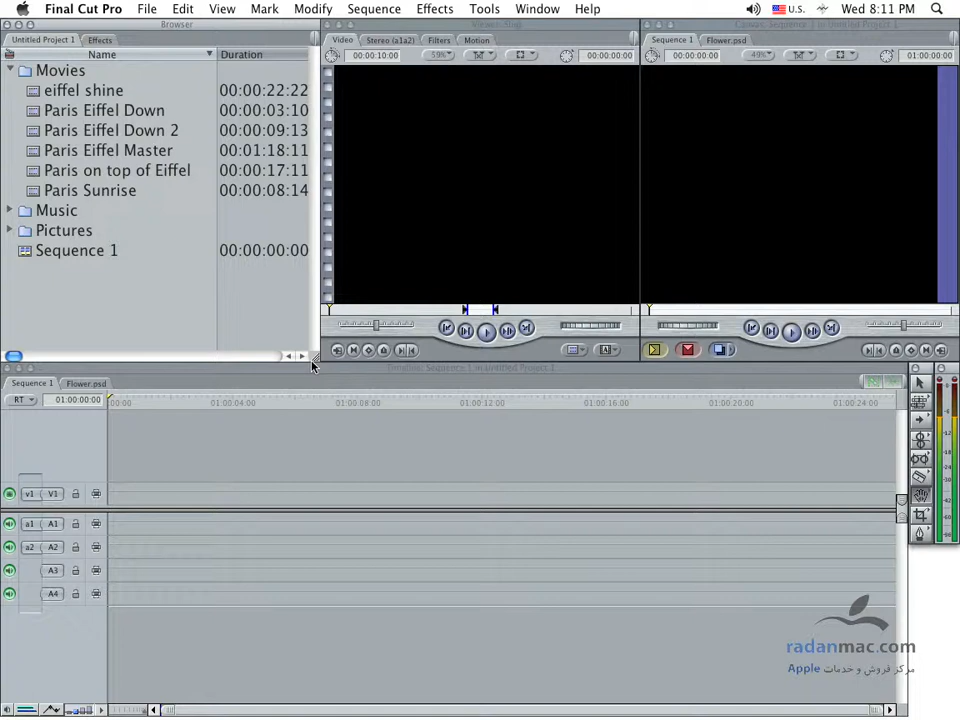 Final Cut Pro File Edit View Mark Modify Sequence Effects Tools Window Help U.S. Wed 8:11 PM
Browser
Untitled Project 1 Effects
Name Duration
Movies
eiffel shine 00:00:22:22
Paris Eiffel Down 00:00:03:10
Paris Eiffel Down 2 00:00:09:13
Paris Eiffel Master 00:01:18:11
Paris on top of Eiffel 00:00:17:11
Paris Sunrise 00:00:08:14
Music
Pictures
Sequence 1 00:00:00:00
Viewer: Slug
Video Stereo (a1a2) Filters Motion
00:00:10:00 59% 00:00:00:00
Canvas: Sequence 1 in Untitled Project 1
Sequence 1 Flower.psd
00:00:00:00 49% 01:00:00:00
Timeline: Sequence 1 in Untitled Project 1
Sequence 1 Flower.psd
RT 01:00:00:00 00:00 01:00:04:00 01:00:08:00 01:00:12:00 01:00:16:00 01:00:20:00 01:00:24:00
v1 V1
a1 A1
a2 A2
A3
A4
radanmac.com
مرکز فروش و خدمات Apple